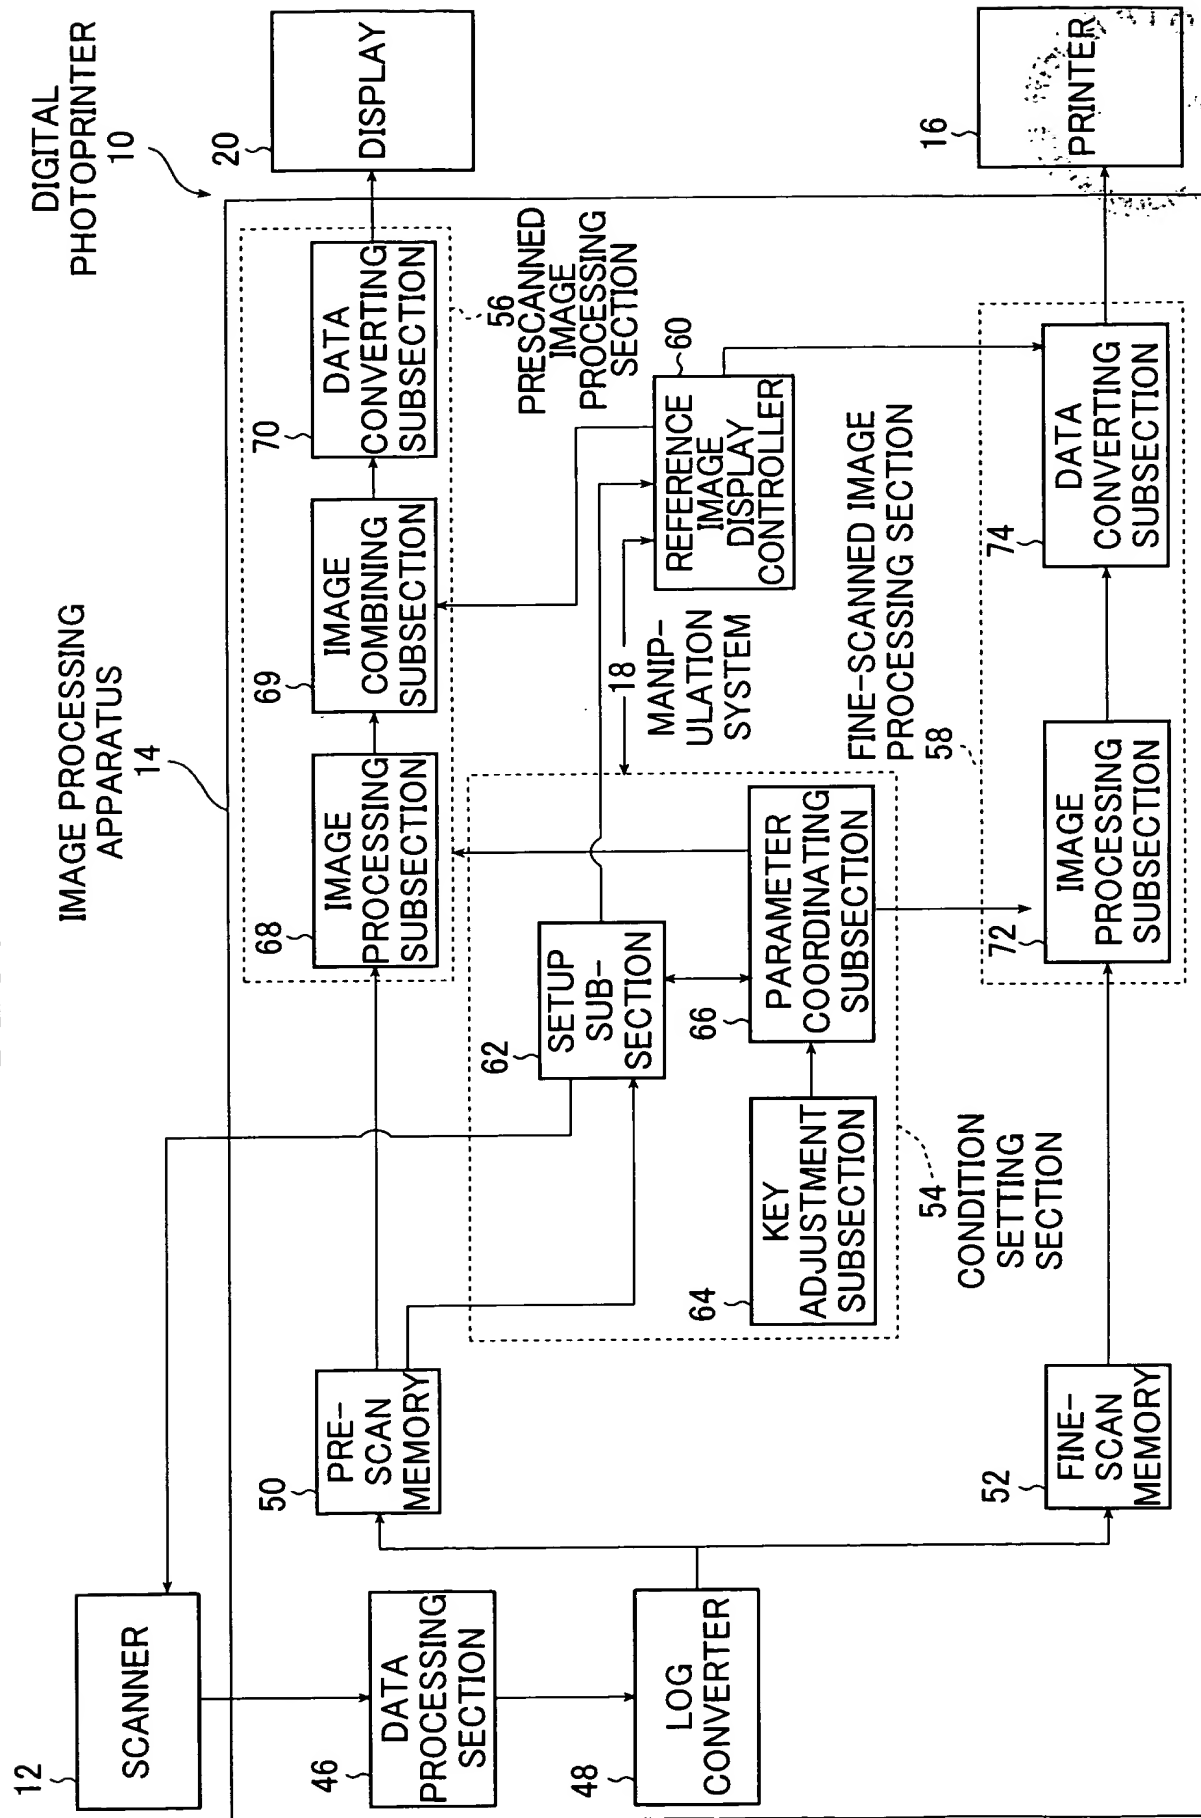 DIGITAL
PHOTOPRINTER
10
IMAGE PROCESSING
APPARATUS
14
12
SCANNER
46
DATA
PROCESSING
SECTION
48
LOG
CONVERTER
50
PRE-
SCAN
MEMORY
52
FINE-
SCAN
MEMORY
68
IMAGE
PROCESSING
SUBSECTION
69
IMAGE
COMBINING
SUBSECTION
70
DATA
CONVERTING
SUBSECTION
20
DISPLAY
56
PRESCANNED
IMAGE
PROCESSING
SECTION
62
SETUP
SUB-
SECTION
64
KEY
ADJUSTMENT
SUBSECTION
66
PARAMETER
COORDINATING
SUBSECTION
54
CONDITION
SETTING
SECTION
18
MANIP-
ULATION
SYSTEM
60
REFERENCE
IMAGE
DISPLAY
CONTROLLER
FINE-SCANNED IMAGE
PROCESSING SECTION
58
72
IMAGE
PROCESSING
SUBSECTION
74
DATA
CONVERTING
SUBSECTION
16
PRINTER